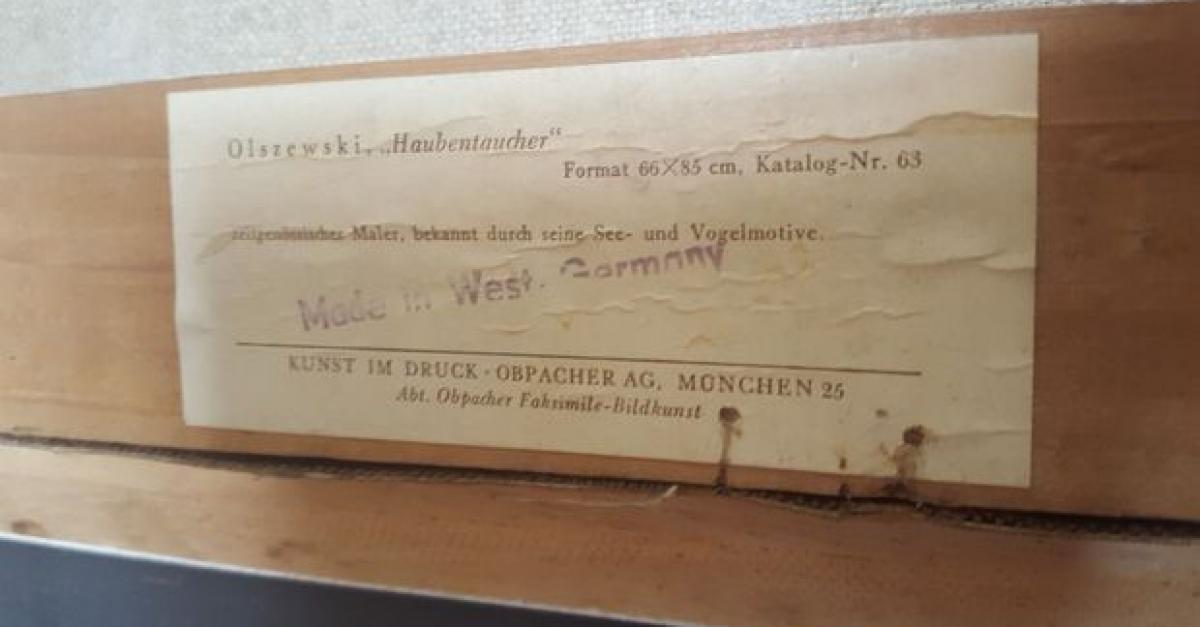 Olszewski, „Haubentaucher“
Format 66×85 cm, Katalog-Nr. 63
zeitgenössischer Maler, bekannt durch seine See- und Vogelmotive.
Made in West. Germany
KUNST IM DRUCK · OBPACHER AG, MÜNCHEN 25
Abt. Obpacher Faksimile-Bildkunst